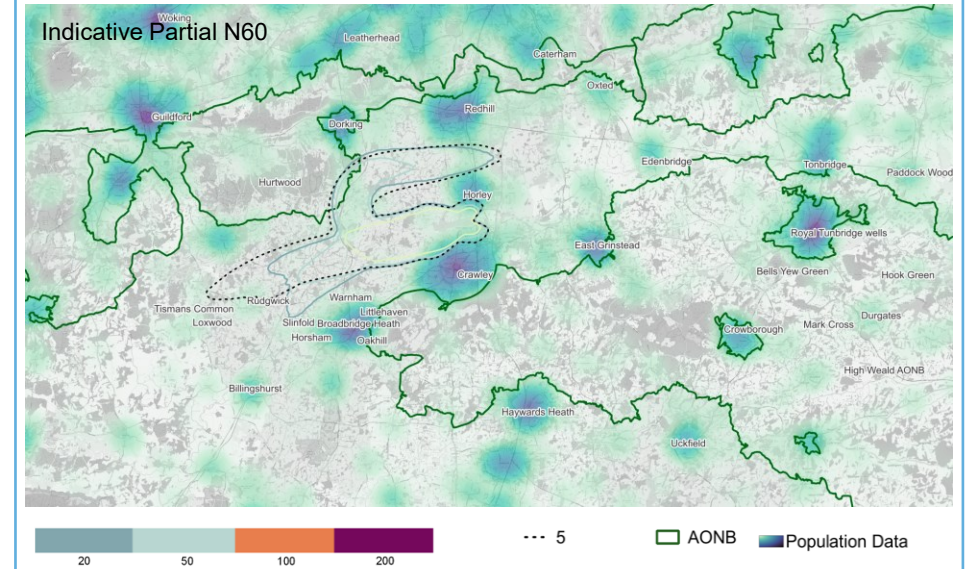 Indicative Partial N60
Woking
Leatherhead
Caterham
Oxted
Guildford
Redhill
Dorking
Edenbridge
Tonbridge
Paddock Wood
Hurtwood
Horley
Royal Tunbridge wells
East Grinstead
Crawley
Bells Yew Green
Hook Green
Rudgwick
Warnham
Tismans Common
Littlehaven
Loxwood
Slinfold
Broadbridge Heath
Durgates
Mark Cross
Crowborough
Horsham
Oakhill
High Weald AONB
Billingshurst
Haywards Heath
Uckfield
20 50 100 200
5
AONB
Population Data